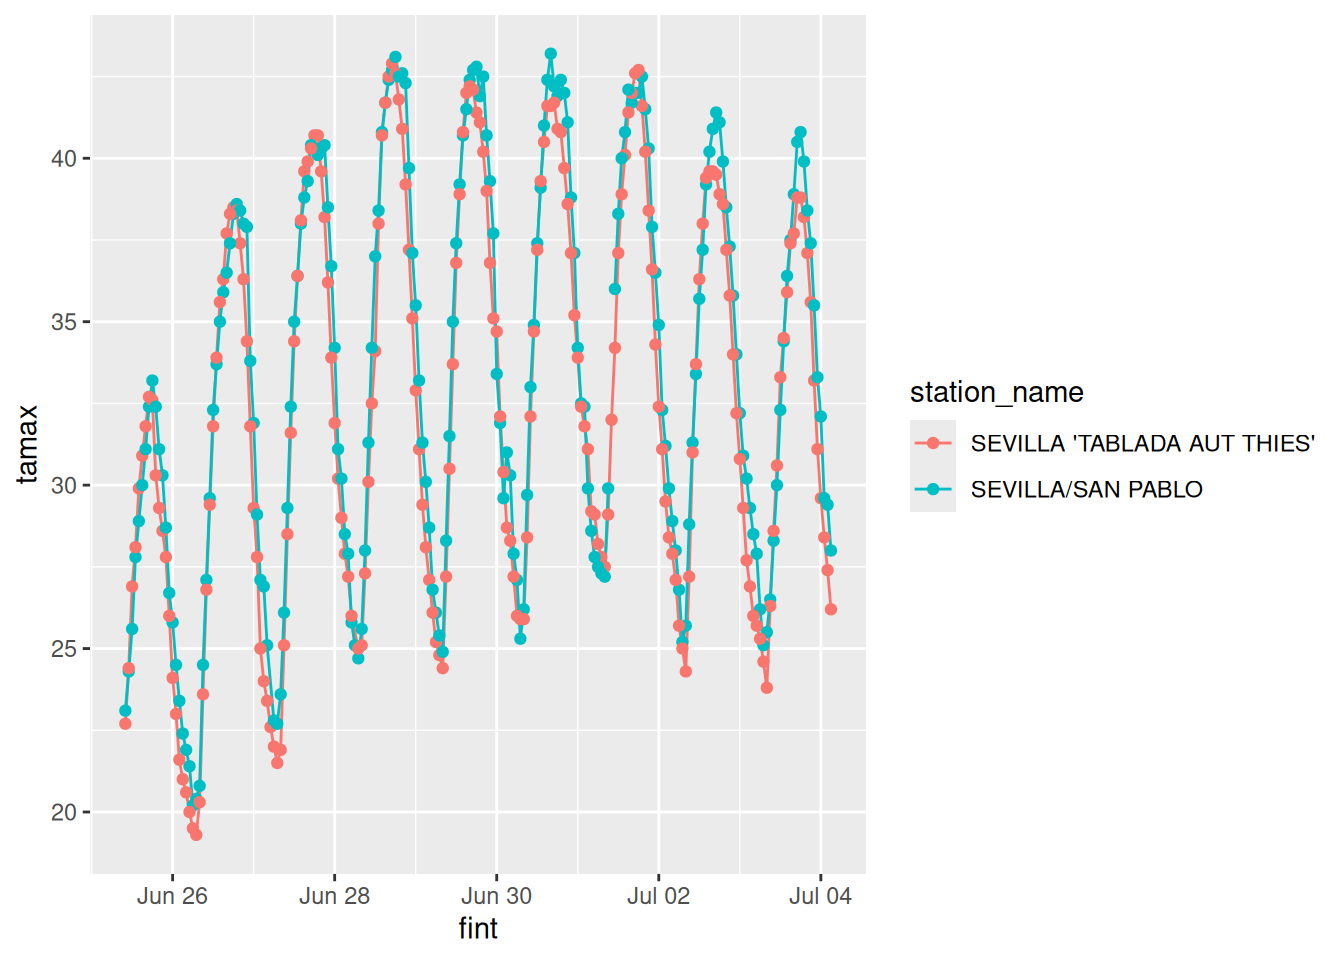 40
35
30
25
20
tamax
Jun 26
Jun 28
Jun 30
Jul 02
Jul 04
fint
station_name
SEVILLA 'TABLADA AUT THIES'
SEVILLA/SAN PABLO